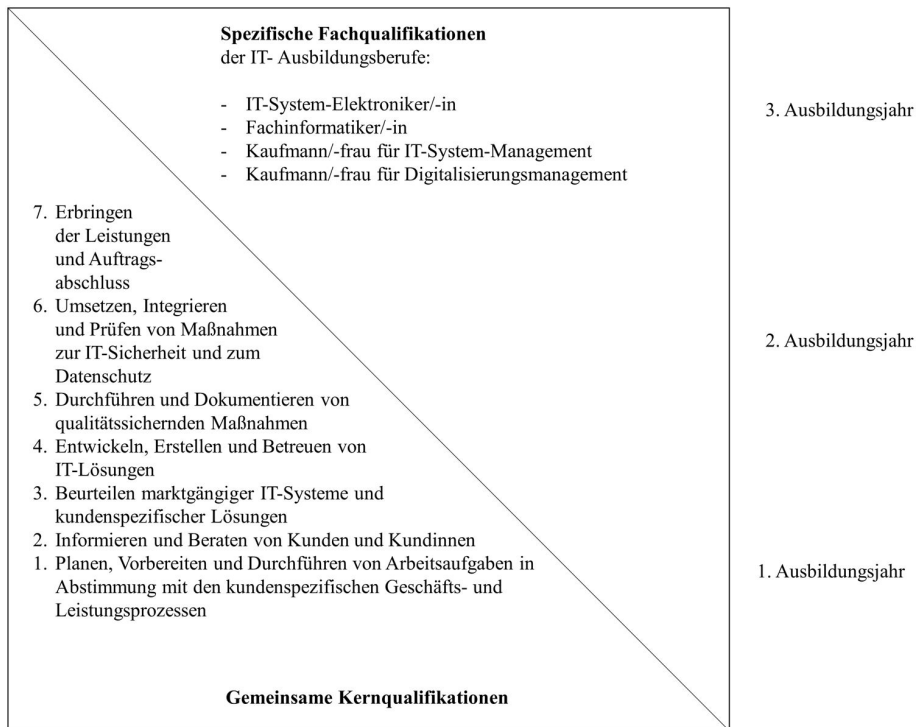 Spezifische Fachqualifikationen
der IT- Ausbildungsberufe:
- IT-System-Elektroniker/-in
- Fachinformatiker/-in
- Kaufmann/-frau für IT-System-Management
- Kaufmann/-frau für Digitalisierungsmanagement
3. Ausbildungsjahr
7. Erbringen
der Leistungen
und Auftrags-
abschluss
6. Umsetzen, Integrieren
und Prüfen von Maßnahmen
zur IT-Sicherheit und zum
Datenschutz
2. Ausbildungsjahr
5. Durchführen und Dokumentieren von
qualitätssichernden Maßnahmen
4. Entwickeln, Erstellen und Betreuen von
IT-Lösungen
3. Beurteilen marktgängiger IT-Systeme und
kundenspezifischer Lösungen
2. Informieren und Beraten von Kunden und Kundinnen
1. Planen, Vorbereiten und Durchführen von Arbeitsaufgaben in
Abstimmung mit den kundenspezifischen Geschäfts- und
Leistungsprozessen
1. Ausbildungsjahr
Gemeinsame Kernqualifikationen